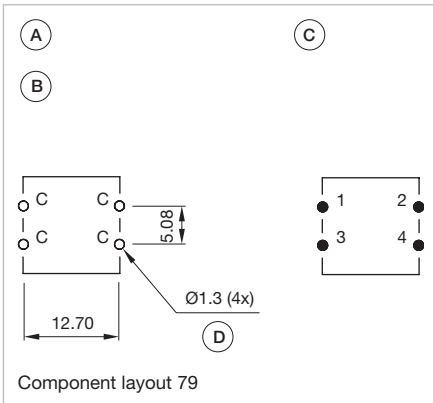 A
C
B
C C
1 2
C C
5.08
3 4
Ø1.3 (4x)
12.70
D
Component layout 79